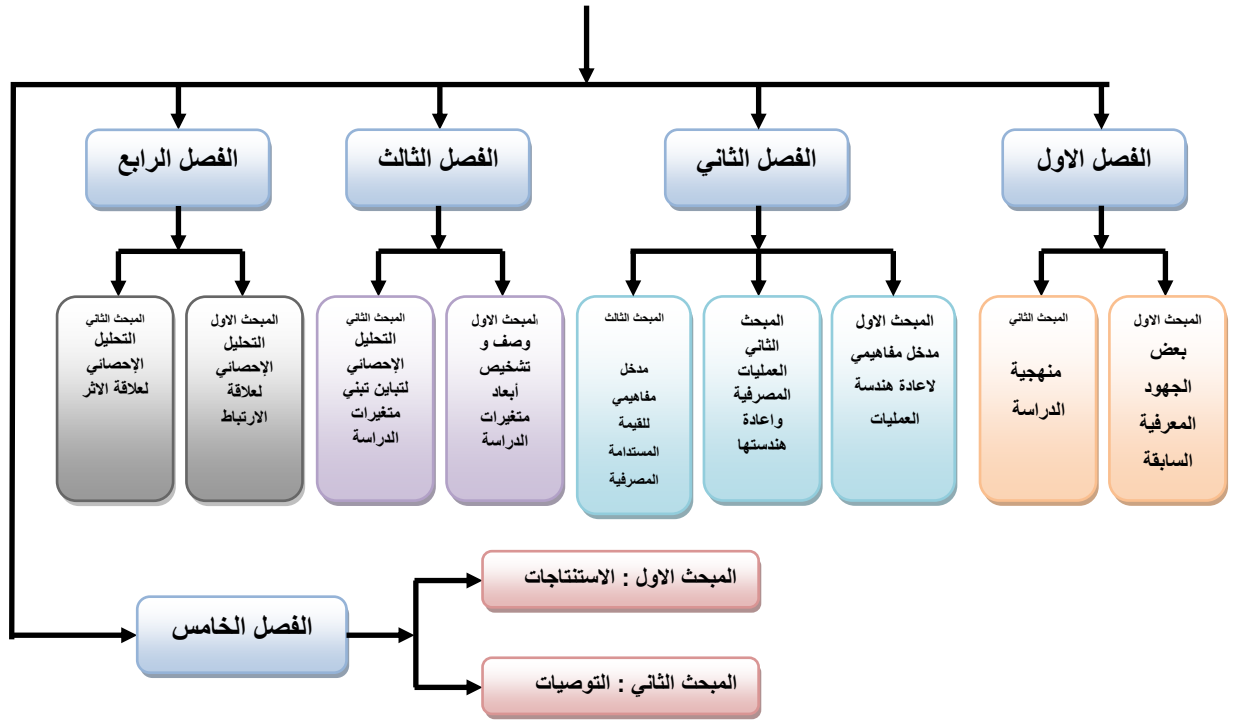 الفصل الاول
الفصل الثاني
الفصل الثالث
الفصل الرابع
المبحث الاول
بعض
الجهود
المعرفية
السابقة
المبحث الثاني
منهجية
الدراسة
المبحث الاول
مدخل مفاهيمي
لاعادة هندسة
العمليات
المبحث
الثاني
العمليات
المصرفية
واعادة
هندستها
المبحث الثالث
مدخل
مفاهيمي
للقيمة
المستدامة
المصرفية
المبحث الاول
وصف و
تشخيص
أبعاد
متغيرات
الدراسة
المبحث الثاني
التحليل
الإحصائي
لتباين تبني
متغيرات
الدراسة
المبحث الاول
التحليل
الإحصائي
لعلاقة
الارتباط
المبحث الثاني
التحليل
الإحصائي
لعلاقة الاثر
الفصل الخامس
المبحث الاول : الاستنتاجات
المبحث الثاني : التوصيات